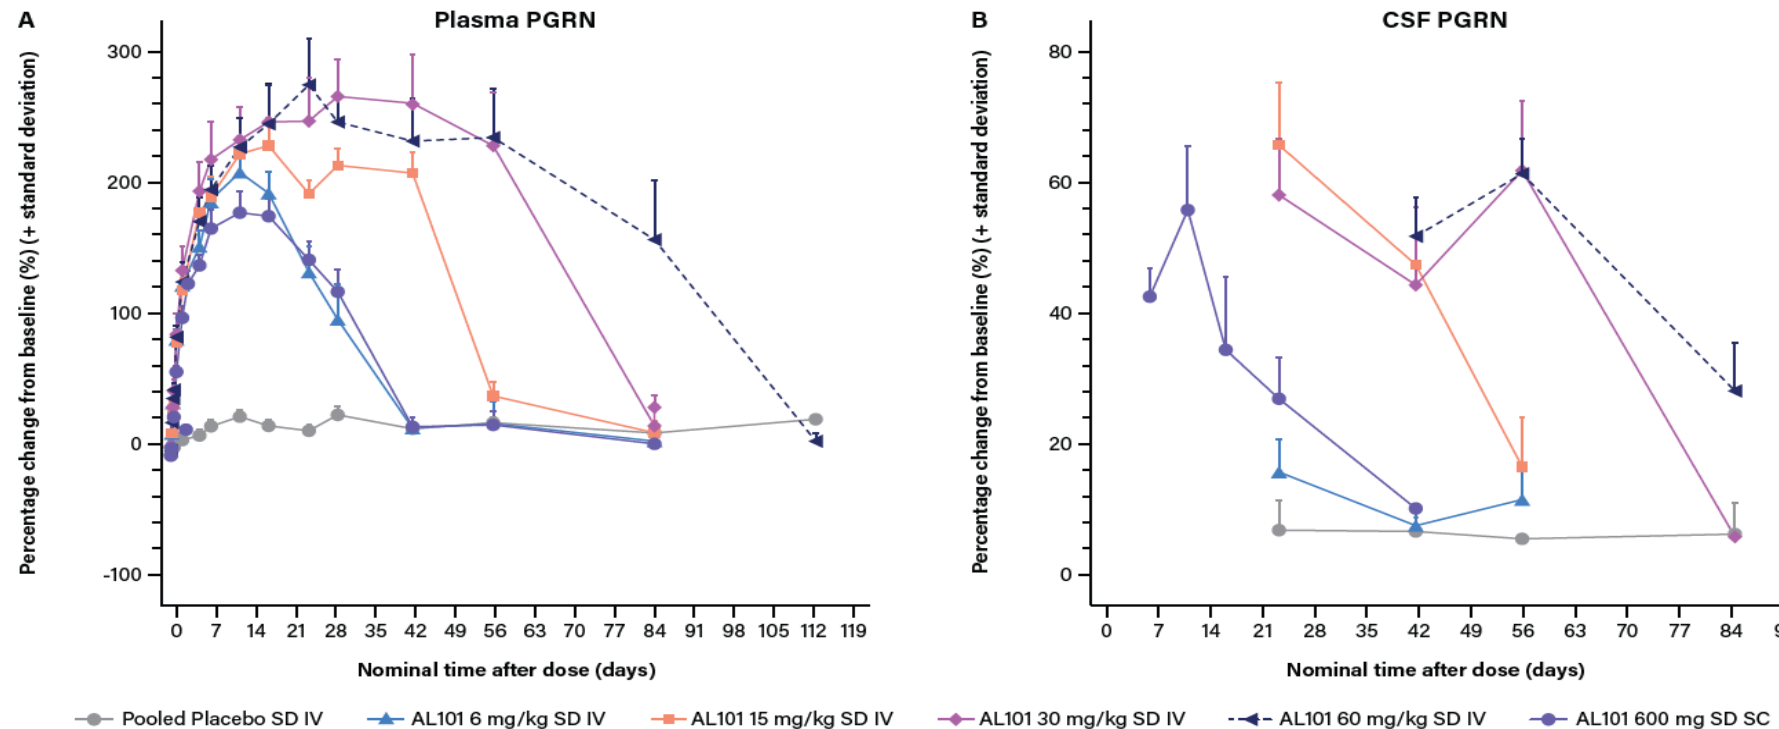 A
Plasma PGRN
Percentage change from baseline (%) (+ standard deviation)
300
200
100
0
-100
0 7 14 21 28 35 42 49 56 63 70 77 84 91 98 105 112 119
Nominal time after dose (days)
B
CSF PGRN
Percentage change from baseline (%) (+ standard deviation)
80
60
40
20
0
0 7 14 21 28 35 42 49 56 63 70 77 84 9
Nominal time after dose (days)
Pooled Placebo SD IV
AL101 6 mg/kg SD IV
AL101 15 mg/kg SD IV
AL101 30 mg/kg SD IV
AL101 60 mg/kg SD IV
AL101 600 mg SD SC